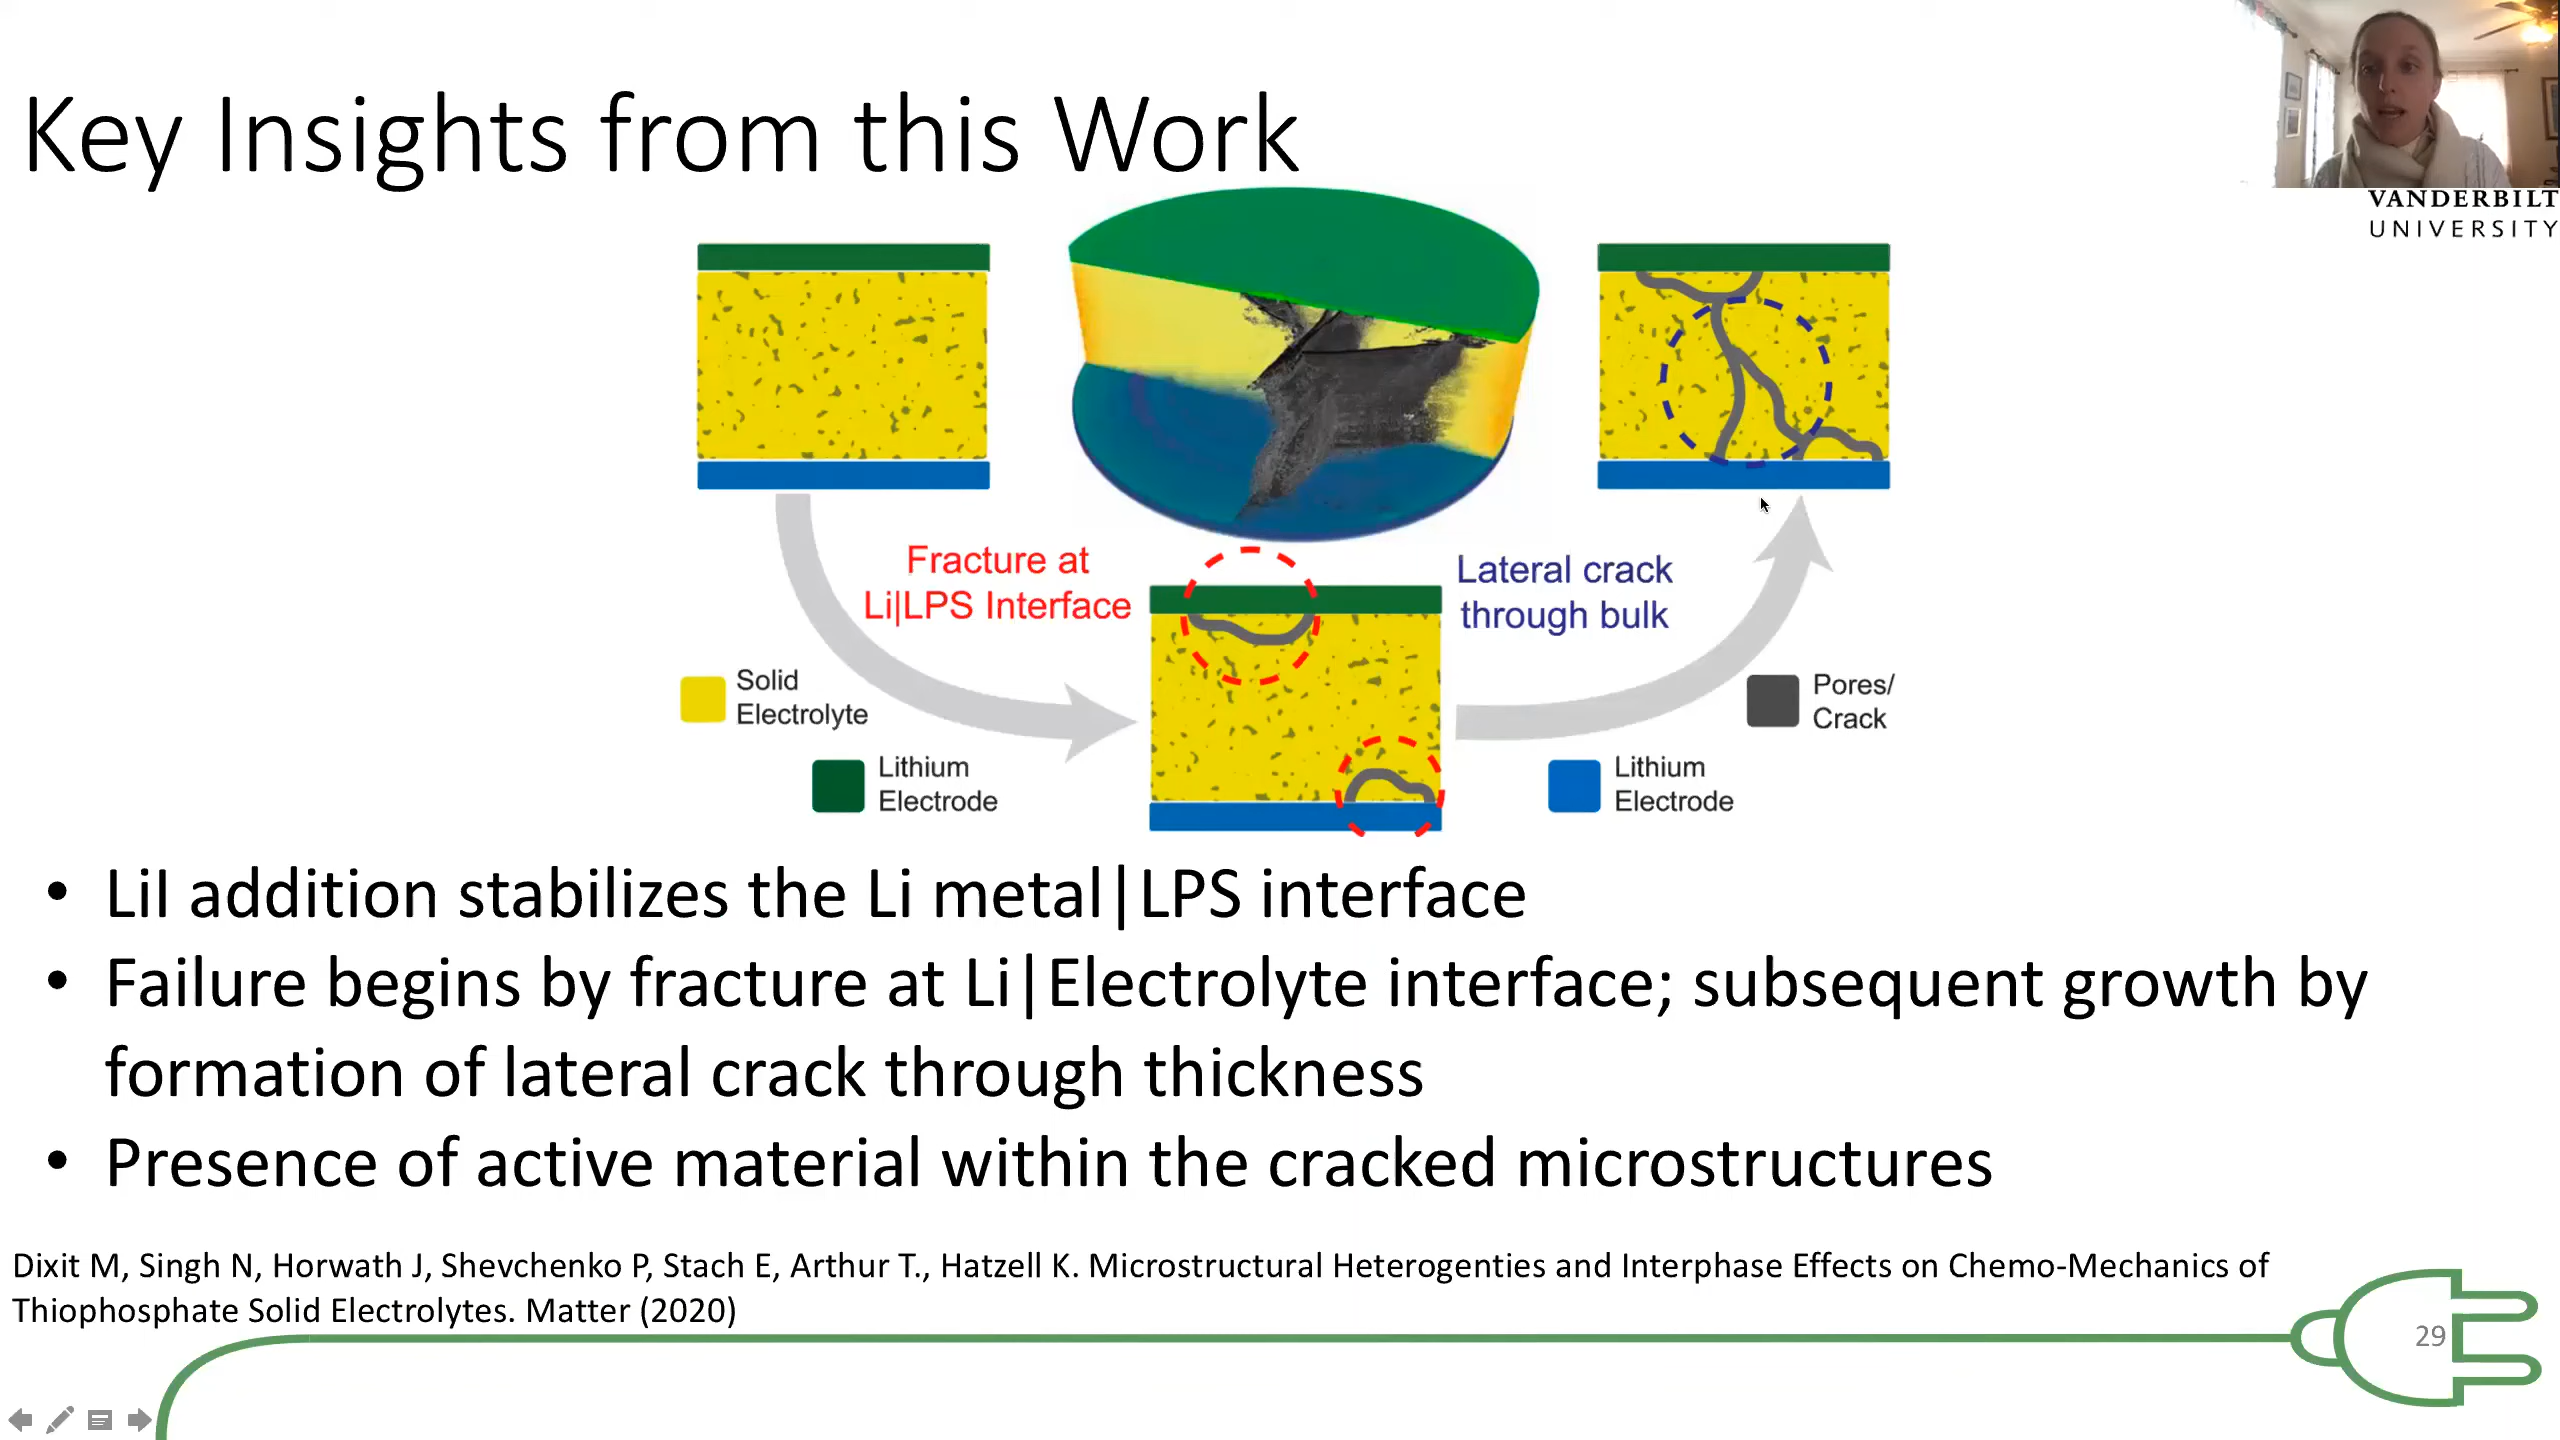 Key Insights from this Work
VANDERBILT
UNIVERSITY
Fracture at
Li|LPS Interface
Lateral crack
through bulk
Solid
Electrolyte
Lithium
Electrode
Pores/
Crack
Lithium
Electrode
• LiI addition stabilizes the Li metal|LPS interface
• Failure begins by fracture at Li|Electrolyte interface; subsequent growth by
formation of lateral crack through thickness
• Presence of active material within the cracked microstructures
Dixit M, Singh N, Horwath J, Shevchenko P, Stach E, Arthur T., Hatzell K. Microstructural Heterogenties and Interphase Effects on Chemo-Mechanics of
Thiophosphate Solid Electrolytes. Matter (2020)
29